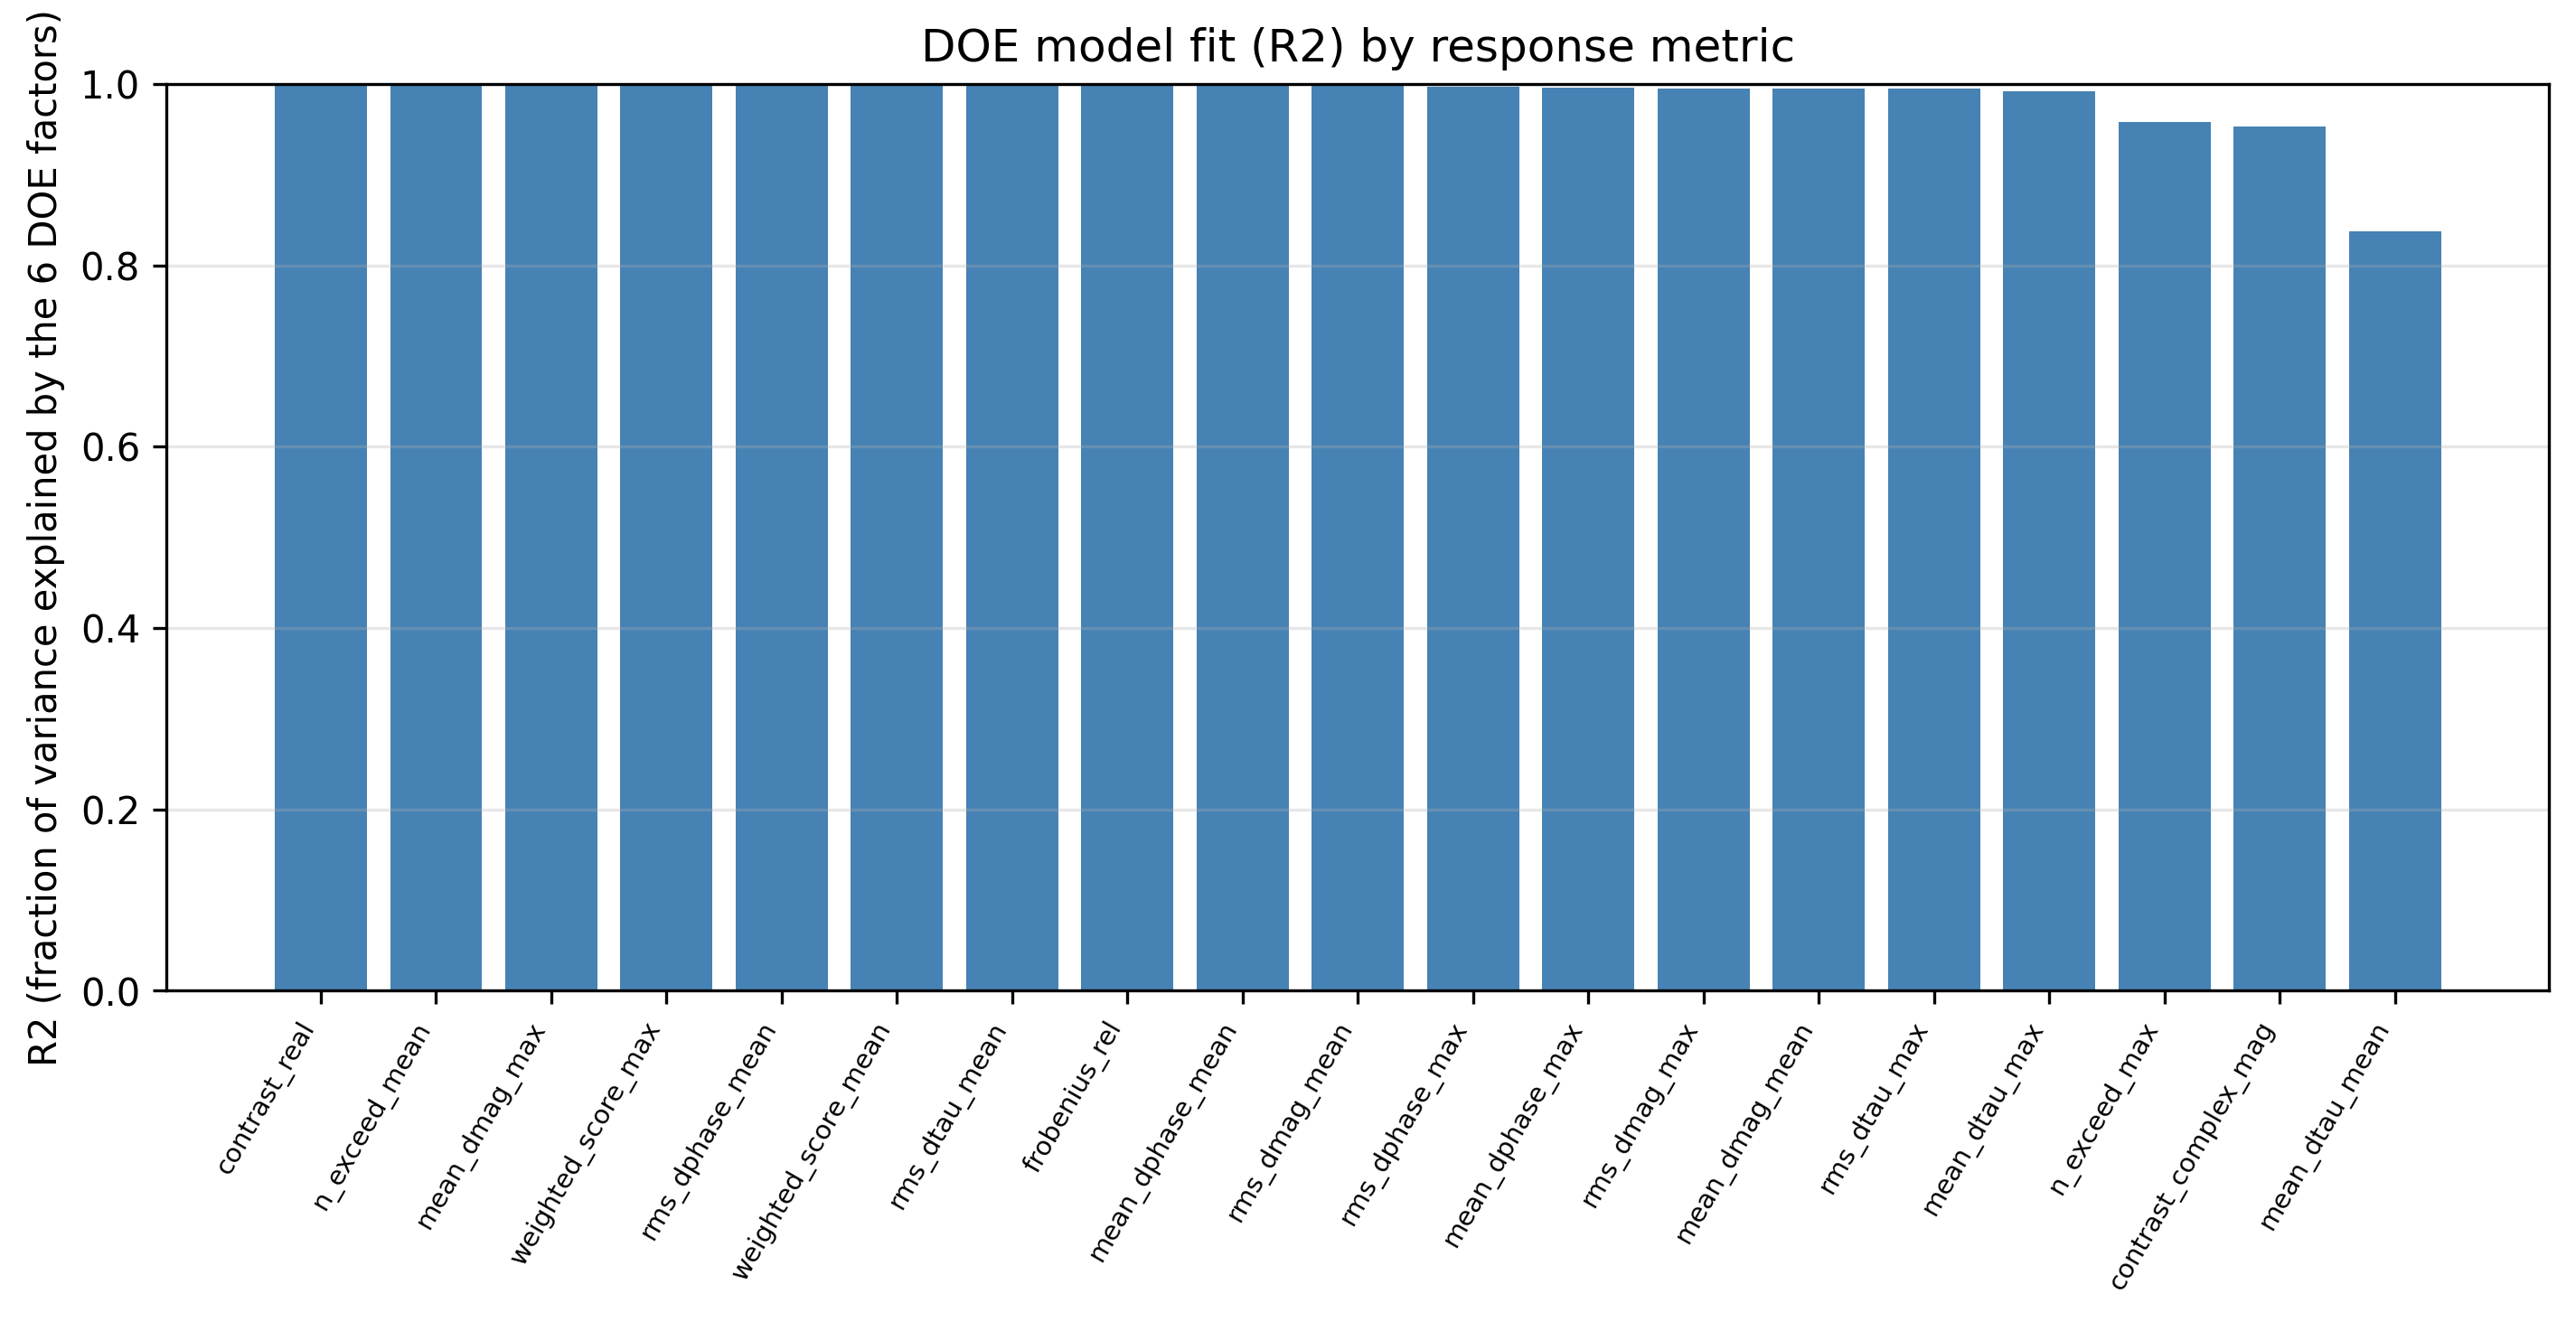 DOE model fit (R2) by response metric
R2 (fraction of variance explained by the 6 DOE factors)
1.0
0.8
0.6
0.4
0.2
0.0
contrast_real
n_exceed_mean
mean_dmag_max
weighted_score_max
rms_dphase_mean
weighted_score_mean
rms_dtau_mean
frobenius_rel
mean_dphase_mean
rms_dmag_mean
rms_dphase_max
mean_dphase_max
rms_dmag_max
mean_dmag_mean
rms_dtau_max
mean_dtau_max
n_exceed_max
contrast_complex_mag
mean_dtau_mean